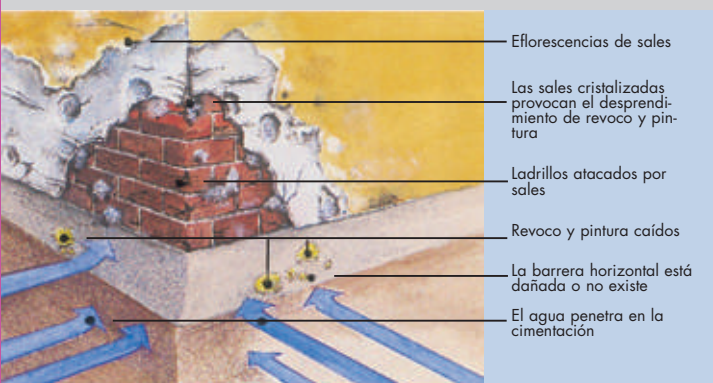 Eflorescencias de sales
Las sales cristalizadas
provocan el desprendi-
miento de revoco y pin-
tura
Ladrillos atacados por
sales
Revoco y pintura caídos
La barrera horizontal está
dañada o no existe
El agua penetra en la
cimentación